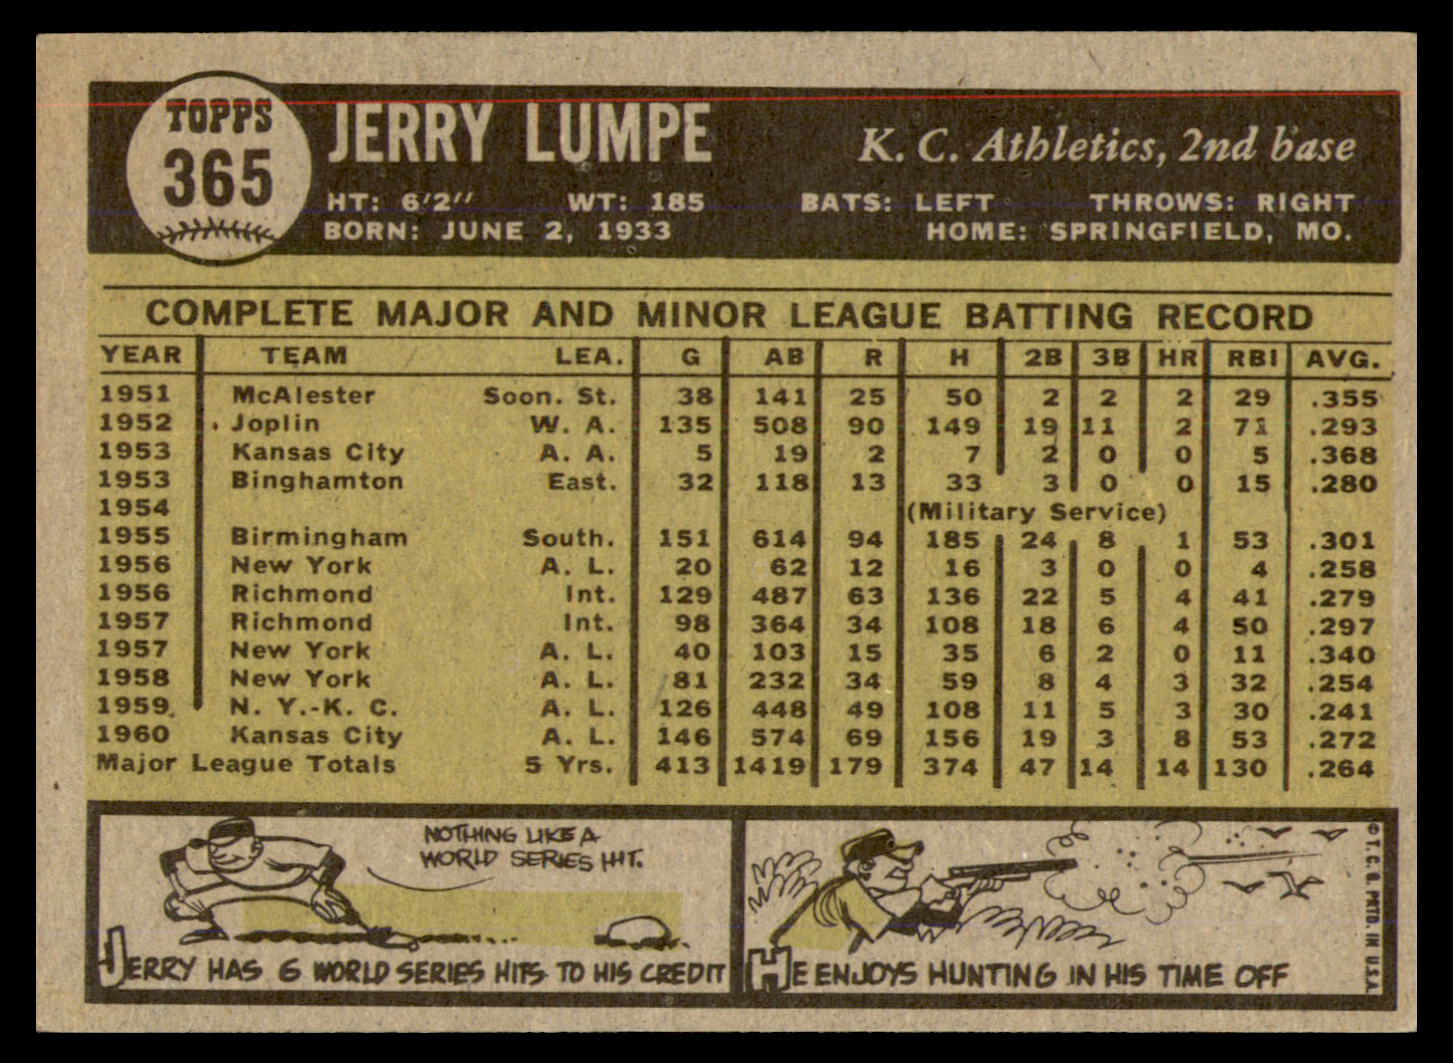 TOPPS
365
JERRY LUMPE
K. C. Athletics, 2nd base
HT: 6'2" WT: 185 BATS: LEFT THROWS: RIGHT
BORN: JUNE 2, 1933 HOME: SPRINGFIELD, MO.
COMPLETE MAJOR AND MINOR LEAGUE BATTING RECORD
YEAR TEAM LEA. G AB R H 2B 3B HR RBI AVG.
1951 McAlester Soon. St. 38 141 25 50 2 2 2 29 .355
1952 Joplin W. A. 135 508 90 149 19 11 2 71 .293
1953 Kansas City A. A. 5 19 2 7 2 0 0 5 .368
1953 Binghamton East. 32 118 13 33 3 0 0 15 .280
1954 (Military Service)
1955 Birmingham South. 151 614 94 185 24 8 1 53 .301
1956 New York A. L. 20 62 12 16 3 0 0 4 .258
1956 Richmond Int. 129 487 63 136 22 5 4 41 .279
1957 Richmond Int. 98 364 34 108 18 6 4 50 .297
1957 New York A. L. 40 103 15 35 6 2 0 11 .340
1958 New York A. L. 81 232 34 59 8 4 3 32 .254
1959 N. Y.-K. C. A. L. 126 448 49 108 11 5 3 30 .241
1960 Kansas City A. L. 146 574 69 156 19 3 8 53 .272
Major League Totals 5 Yrs. 413 1419 179 374 47 14 14 130 .264
NOTHING LIKE A
WORLD SERIES HIT.
JERRY HAS 6 WORLD SERIES HITS TO HIS CREDIT
HE ENJOYS HUNTING IN HIS TIME OFF
© T. C. G. PRTD. IN U.S.A.